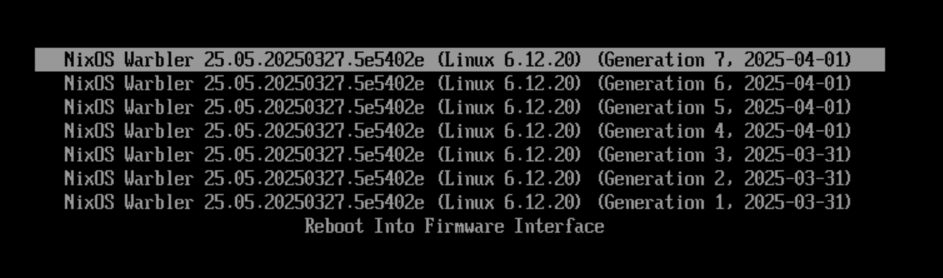 NixOS Warbler 25.05.20250327.5e5402e (Linux 6.12.20) (Generation 7, 2025-04-01)
NixOS Warbler 25.05.20250327.5e5402e (Linux 6.12.20) (Generation 6, 2025-04-01)
NixOS Warbler 25.05.20250327.5e5402e (Linux 6.12.20) (Generation 5, 2025-04-01)
NixOS Warbler 25.05.20250327.5e5402e (Linux 6.12.20) (Generation 4, 2025-04-01)
NixOS Warbler 25.05.20250327.5e5402e (Linux 6.12.20) (Generation 3, 2025-03-31)
NixOS Warbler 25.05.20250327.5e5402e (Linux 6.12.20) (Generation 2, 2025-03-31)
NixOS Warbler 25.05.20250327.5e5402e (Linux 6.12.20) (Generation 1, 2025-03-31)
Reboot Into Firmware Interface